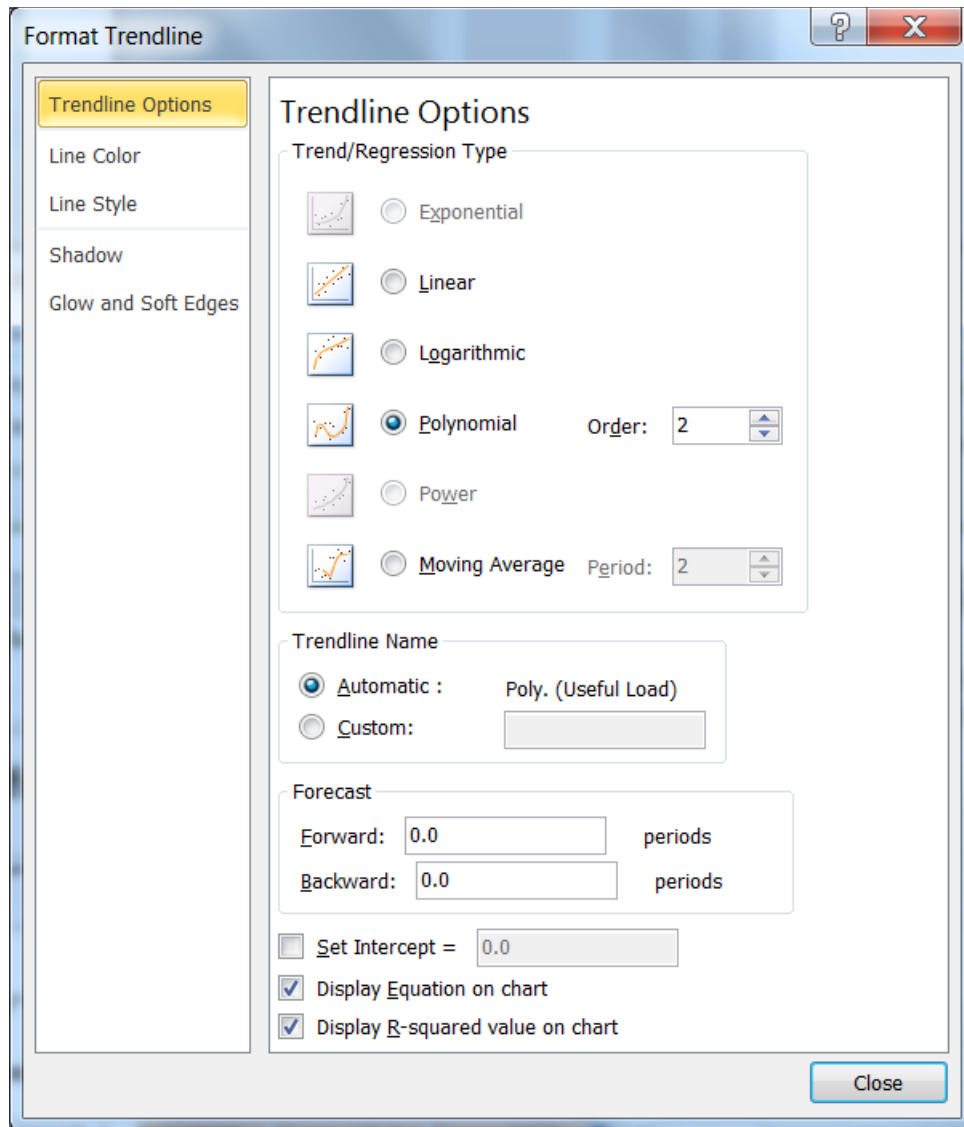 Format Trendline
Trendline Options
Line Color
Line Style
Shadow
Glow and Soft Edges
Trendline Options
Trend/Regression Type
Exponential
Linear
Logarithmic
Polynomial Order: 2
Power
Moving Average Period: 2
Trendline Name
Automatic : Poly. (Useful Load)
Custom:
Forecast
Forward: 0.0 periods
Backward: 0.0 periods
Set Intercept = 0.0
Display Equation on chart
Display R-squared value on chart
Close